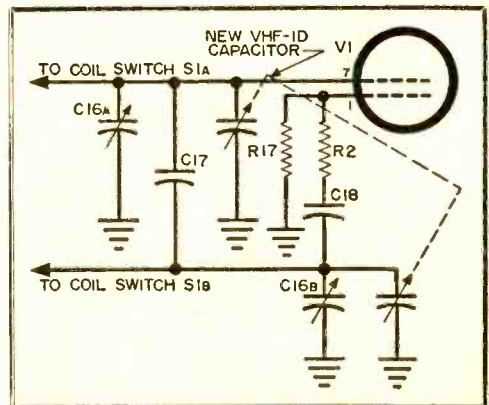 NEW VHF-1D
CAPACITOR
V1
TO COIL SWITCH S1A
7
1
C16A
C17
R17
R2
C18
TO COIL SWITCH S1B
C16B